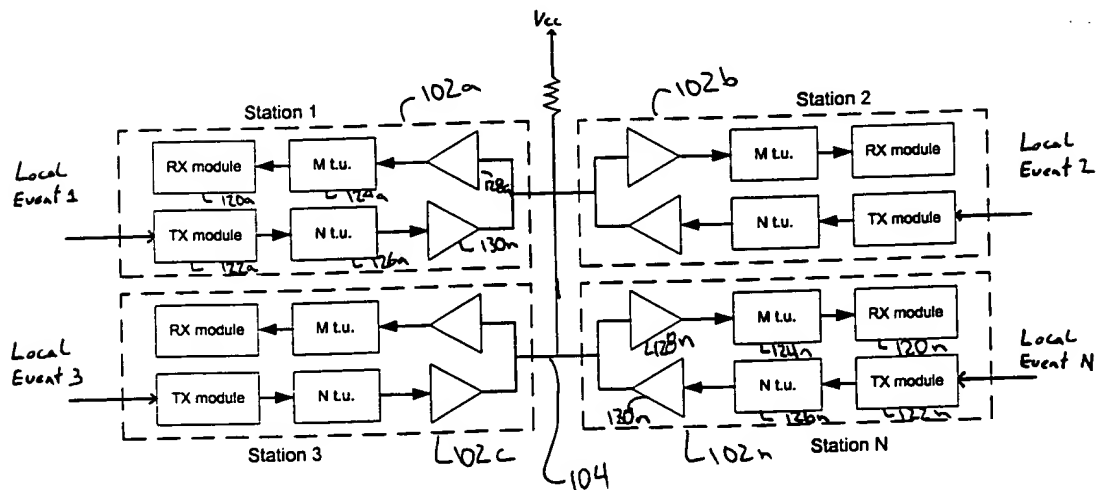 Vcc
Station 1
102a
102b
Station 2
Local
Event 1
RX module
M t.u.
120a
124a
128a
TX module
N t.u.
122a
126a
130n
M t.u.
RX module
N t.u.
TX module
Local
Event 2
Local
Event 3
RX module
M t.u.
TX module
N t.u.
Station 3
102c
104
128n
M t.u.
RX module
124n
120n
130n
N t.u.
TX module
136n
122n
Local
Event N
102n
Station N